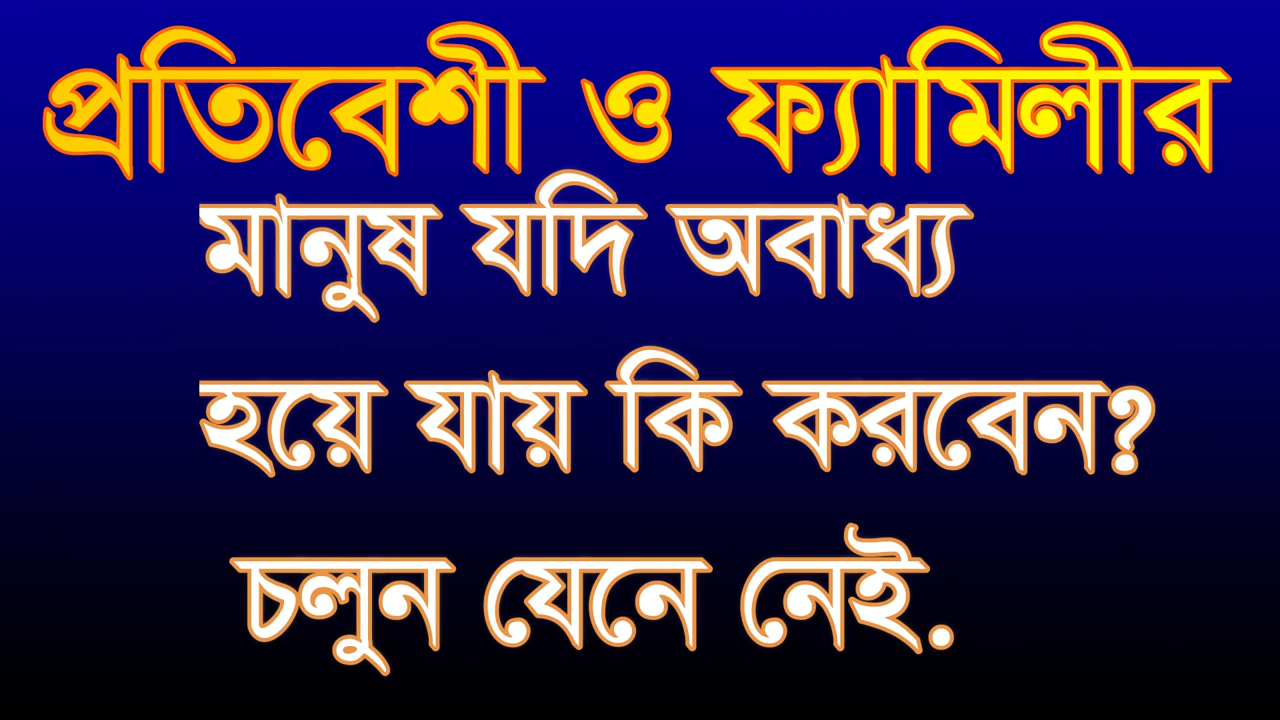 প্রতিবেশী ও ফ্যামিলীর
মানুষ যদি অবাধ্য
হয়ে যায় কি করবেন?
চলুন যেনে নেই.